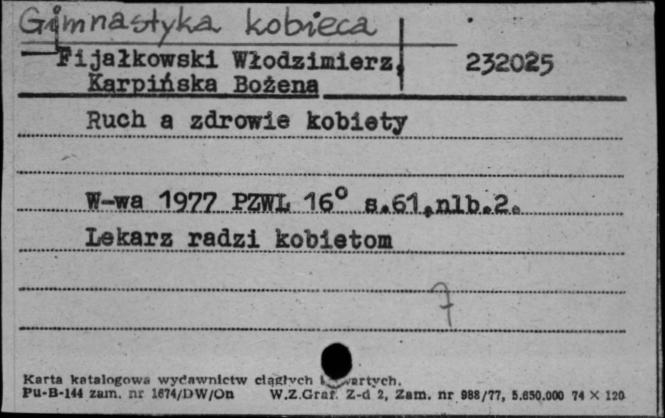 Gimnastyka kobieca
Fijałkowski Włodzimierz, 232025
Karpińska Bożena
Ruch a zdrowie kobiety
W-wa 1977 PZWL 16° s.61,nlb.2.
Lekarz radzi kobietom
7
Karta katalogowa wydawnictw ciągłych
Pu-B-144 zam. nr 1674/DW/On W.Z.Graf. Z-d 2, Zam. nr 988/77, 5.650.000 74 × 120